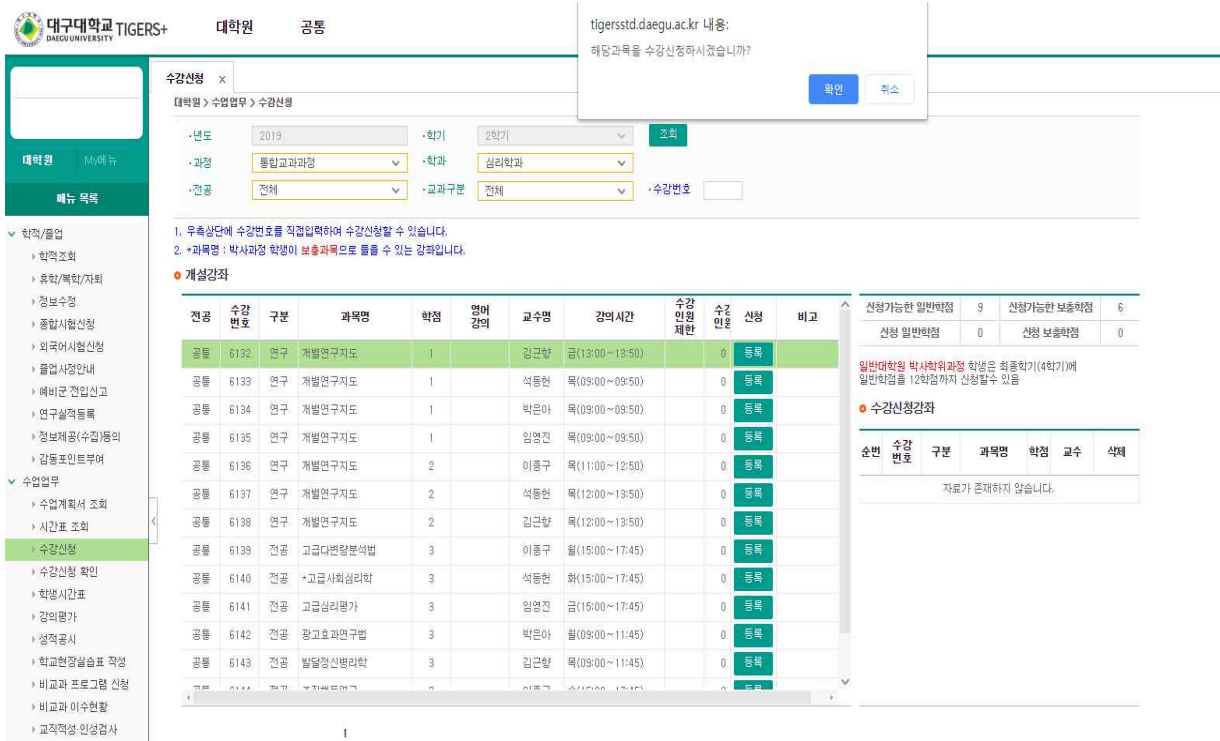 대구대학교 TIGERS+
DAEGU UNIVERSITY
대학원 공통
tigersstd.daegu.ac.kr 내용:
해당과목을 수강신청하시겠습니까?
확인 취소
수강신청 ×
대학원 > 수업업무 > 수강신청
·년도 2019 ·학기 2학기 조회
·과정 통합교과과정 ·학과 심리학과
·전공 전체 ·교과구분 전체 ·수강번호
대학원 My메뉴
메뉴 목록
학적/졸업
학적조회
휴학/복학/자퇴
정보수정
종합시험신청
외국어시험신청
졸업사정안내
예비군 전입신고
연구실적등록
정보제공(수집)동의
감동포인트부여
수업업무
수업계획서 조회
시간표 조회
수강신청
수강신청 확인
학생시간표
강의평가
성적공시
학교현장실습표 작성
비교과 프로그램 신청
비교과 이수현황
교직적성·인성검사
1. 우측상단에 수강번호를 직접입력하여 수강신청할 수 있습니다.
2. *과목명 : 박사과정 학생이 보충과목으로 들을 수 있는 강좌입니다.
개설강좌
전공 수강번호 구분 과목명 학점 영어강의 교수명 강의시간 수강인원제한 수강인원 신청 비고
공통 6132 연구 개별연구지도 1 김근향 금(13:00~13:50) 0 등록
공통 6133 연구 개별연구지도 1 석동헌 목(09:00~09:50) 0 등록
공통 6134 연구 개별연구지도 1 박은아 목(09:00~09:50) 0 등록
공통 6135 연구 개별연구지도 1 임영진 목(09:00~09:50) 0 등록
공통 6136 연구 개별연구지도 2 이종구 목(11:00~12:50) 0 등록
공통 6137 연구 개별연구지도 2 석동헌 목(12:00~13:50) 0 등록
공통 6138 연구 개별연구지도 2 김근향 목(12:00~13:50) 0 등록
공통 6139 전공 고급다변량분석법 3 이종구 월(15:00~17:45) 0 등록
공통 6140 전공 *고급사회심리학 3 석동헌 화(15:00~17:45) 0 등록
공통 6141 전공 고급심리평가 3 임영진 금(15:00~17:45) 0 등록
공통 6142 전공 광고효과연구법 3 박은아 월(09:00~11:45) 0 등록
공통 6143 전공 발달정신병리학 3 김근향 목(09:00~11:45) 0 등록
1
신청가능한 일반학점 9 신청가능한 보충학점 6
신청 일반학점 0 신청 보충학점 0
일반대학원 박사학위과정 학생은 최종학기(4학기)에
일반학점을 12학점까지 신청할수 있음
수강신청강좌
순번 수강번호 구분 과목명 학점 교수 삭제
자료가 존재하지 않습니다.